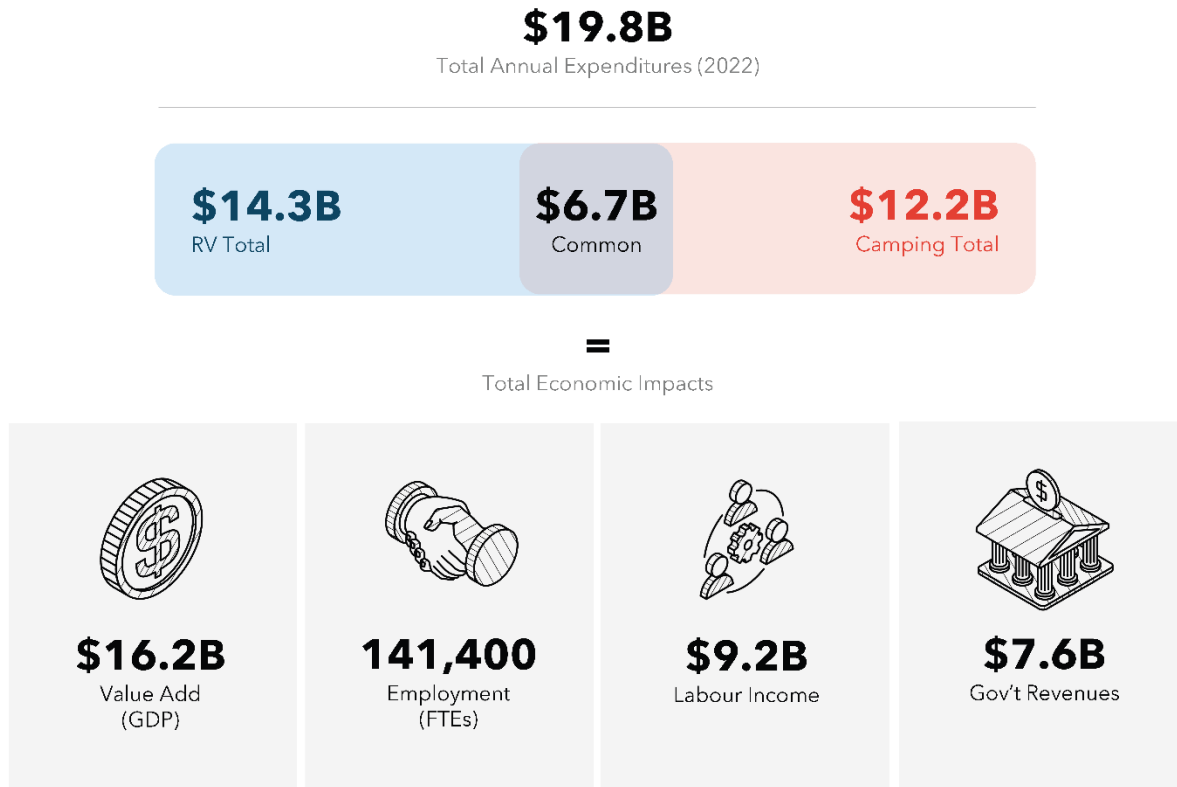 $19.8B
Total Annual Expenditures (2022)
$14.3B
RV Total
$6.7B
Common
$12.2B
Camping Total
=
Total Economic Impacts
$
$16.2B
Value Add
(GDP)
141,400
Employment
(FTEs)
$9.2B
Labour Income
$
$7.6B
Gov't Revenues